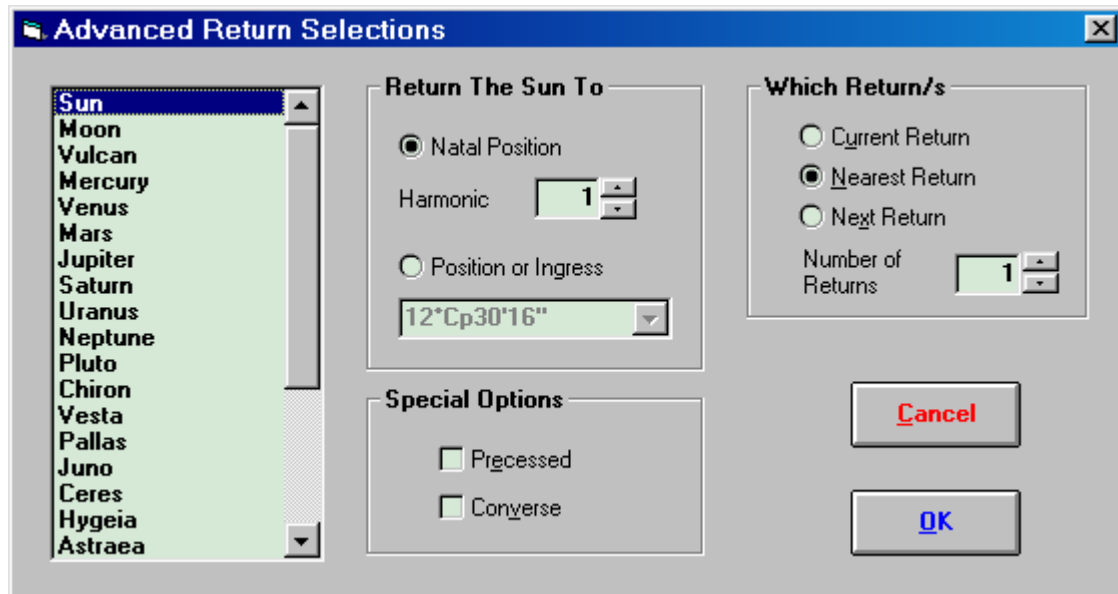 Advanced Return Selections
Sun
Moon
Vulcan
Mercury
Venus
Mars
Jupiter
Saturn
Uranus
Neptune
Pluto
Chiron
Vesta
Pallas
Juno
Ceres
Hygeia
Astraea
Return The Sun To
Natal Position
Harmonic 1
Position or Ingress
12*Cp30'16"
Special Options
Precessed
Converse
Which Return/s
Current Return
Nearest Return
Next Return
Number of
Returns 1
Cancel
OK